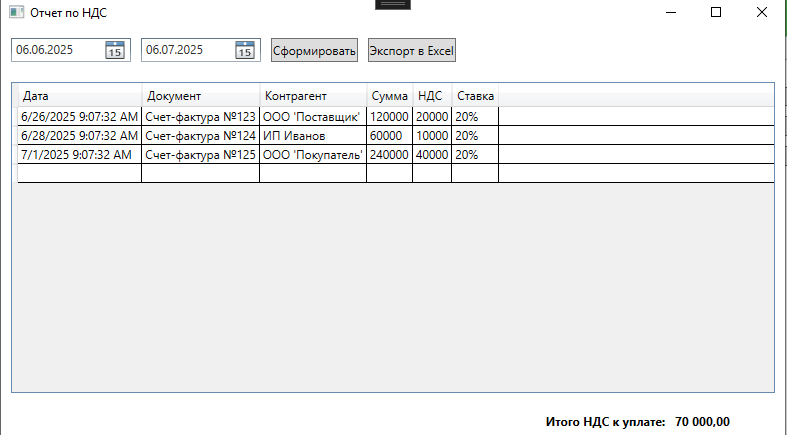 Отчет по НДС
06.06.2025 15 06.07.2025 15 Сформировать Экспорт в Excel
Дата Документ Контрагент Сумма НДС Ставка
6/26/2025 9:07:32 AM Счет-фактура №123 ООО 'Поставщик' 120000 20000 20%
6/28/2025 9:07:32 AM Счет-фактура №124 ИП Иванов 60000 10000 20%
7/1/2025 9:07:32 AM Счет-фактура №125 ООО 'Покупатель' 240000 40000 20%
Итого НДС к уплате: 70 000,00